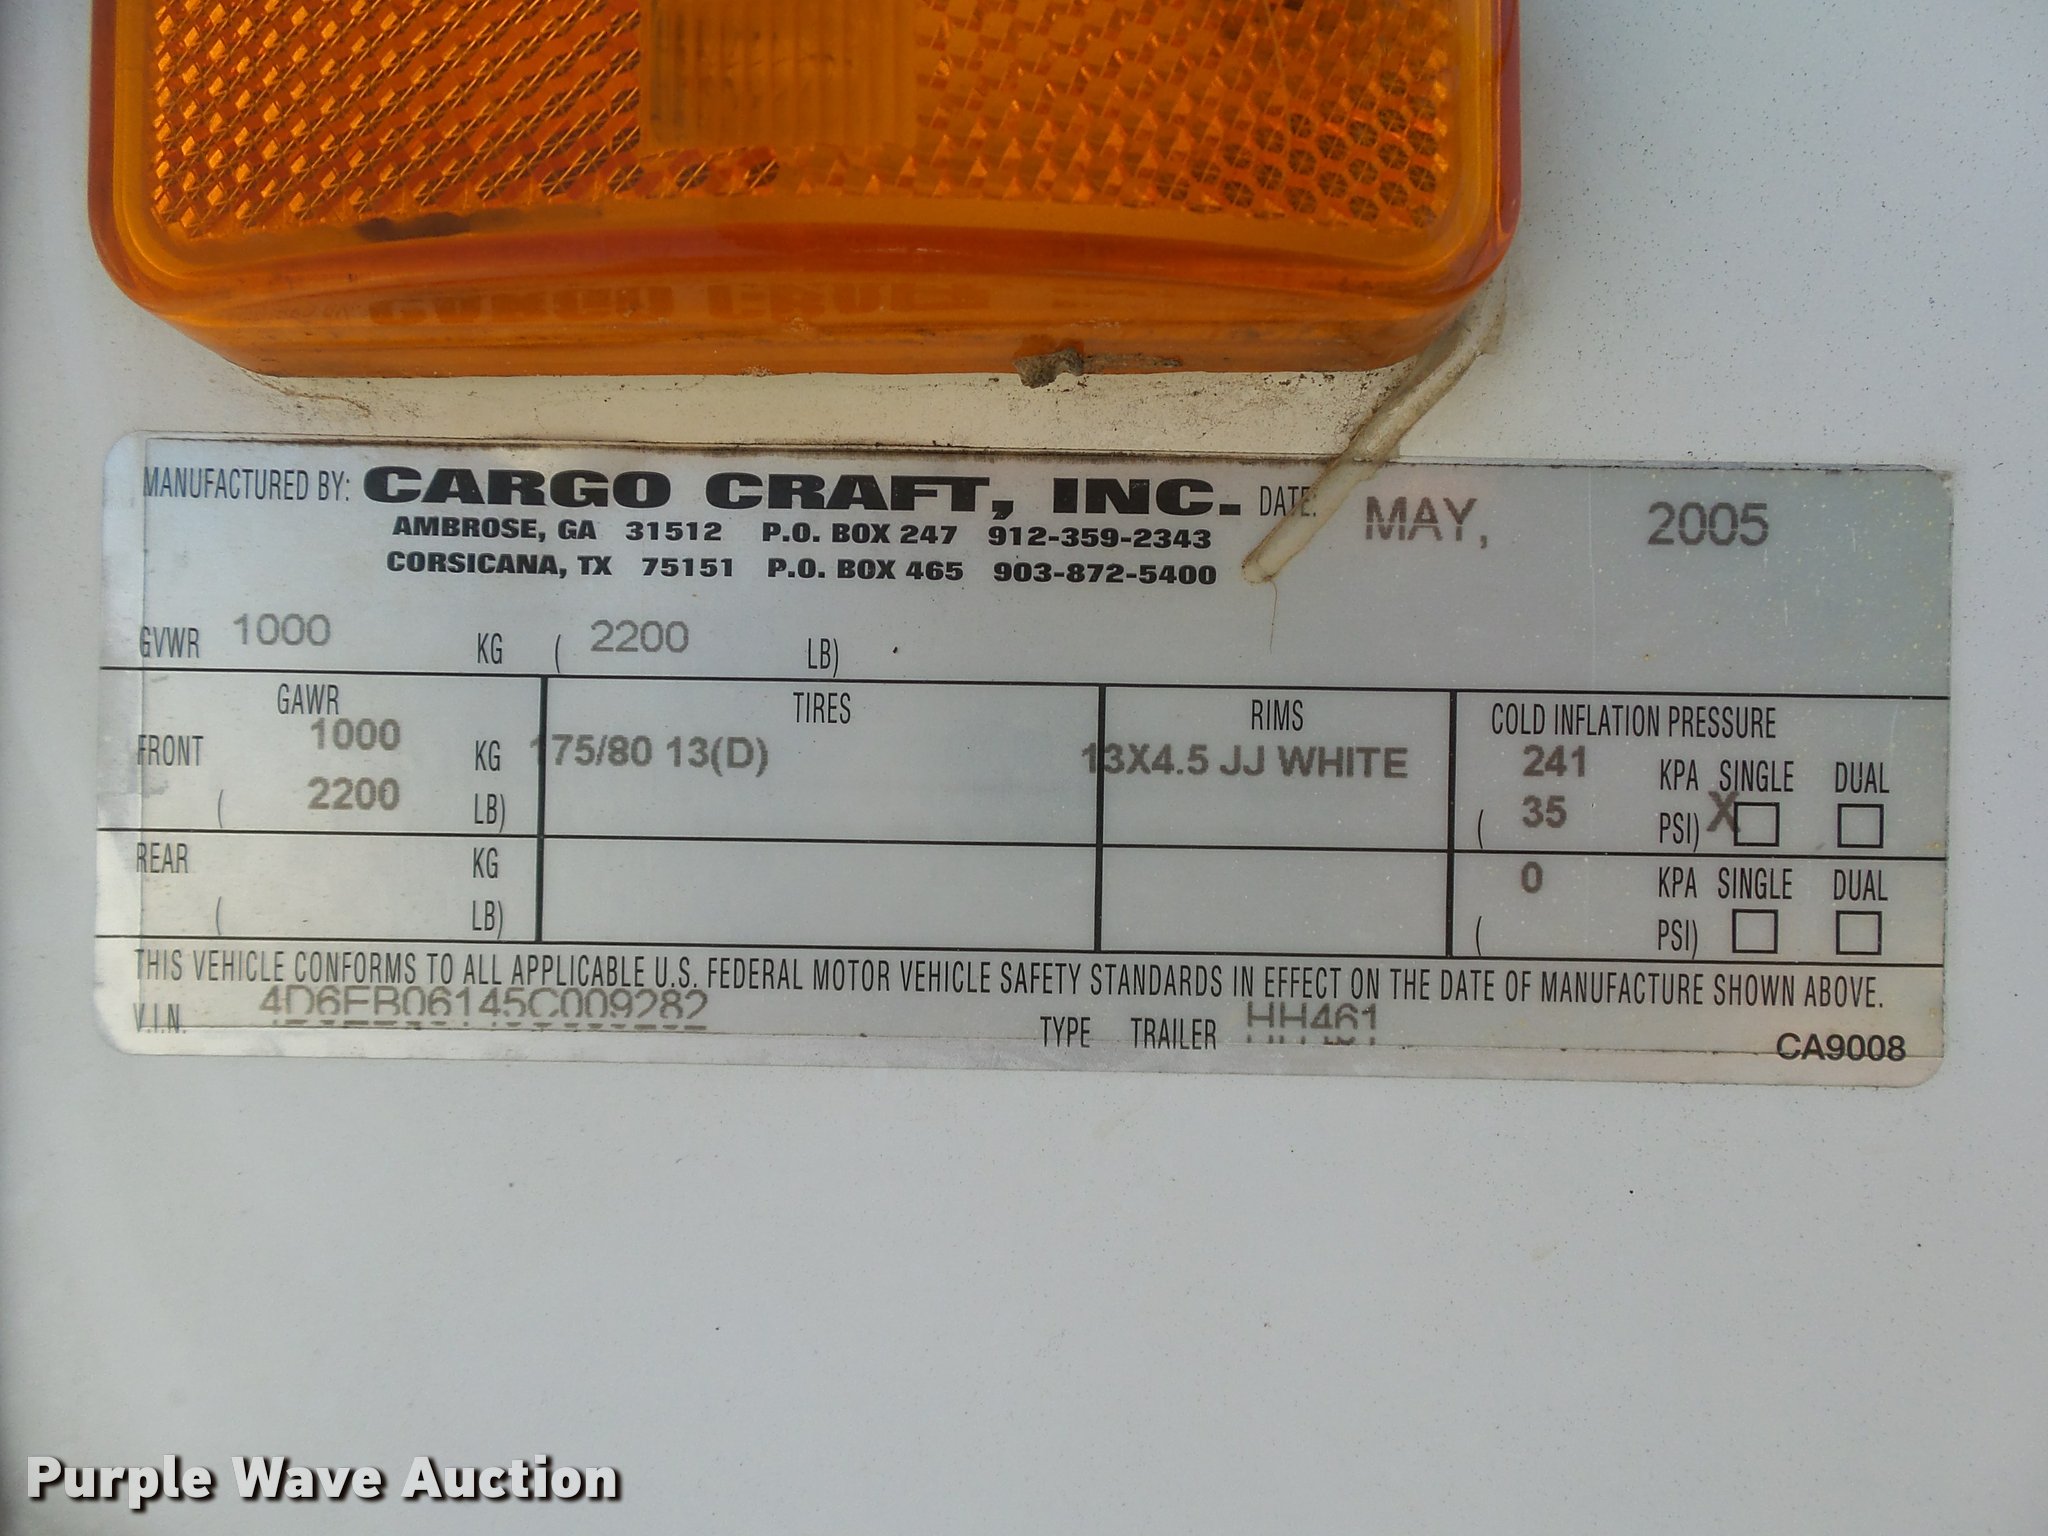 MANUFACTURED BY: CARGO CRAFT, INC. DATE: MAY, 2005
AMBROSE, GA 31512 P.O. BOX 247 912-359-2343
CORSICANA, TX 75151 P.O. BOX 465 903-872-5400
GVWR 1000 KG ( 2200 LB)
GAWR TIRES RIMS COLD INFLATION PRESSURE
FRONT 1000 KG 175/80 13(D) 13X4.5 JJ WHITE 241 KPA SINGLE DUAL
( 2200 LB) ( 35 PSI) X
REAR KG 0 KPA SINGLE DUAL
( LB) ( PSI)
THIS VEHICLE CONFORMS TO ALL APPLICABLE U.S. FEDERAL MOTOR VEHICLE SAFETY STANDARDS IN EFFECT ON THE DATE OF MANUFACTURE SHOWN ABOVE.
V.I.N. 4D6EB06145C009282 TYPE TRAILER HH461 CA9008
Purple Wave Auction